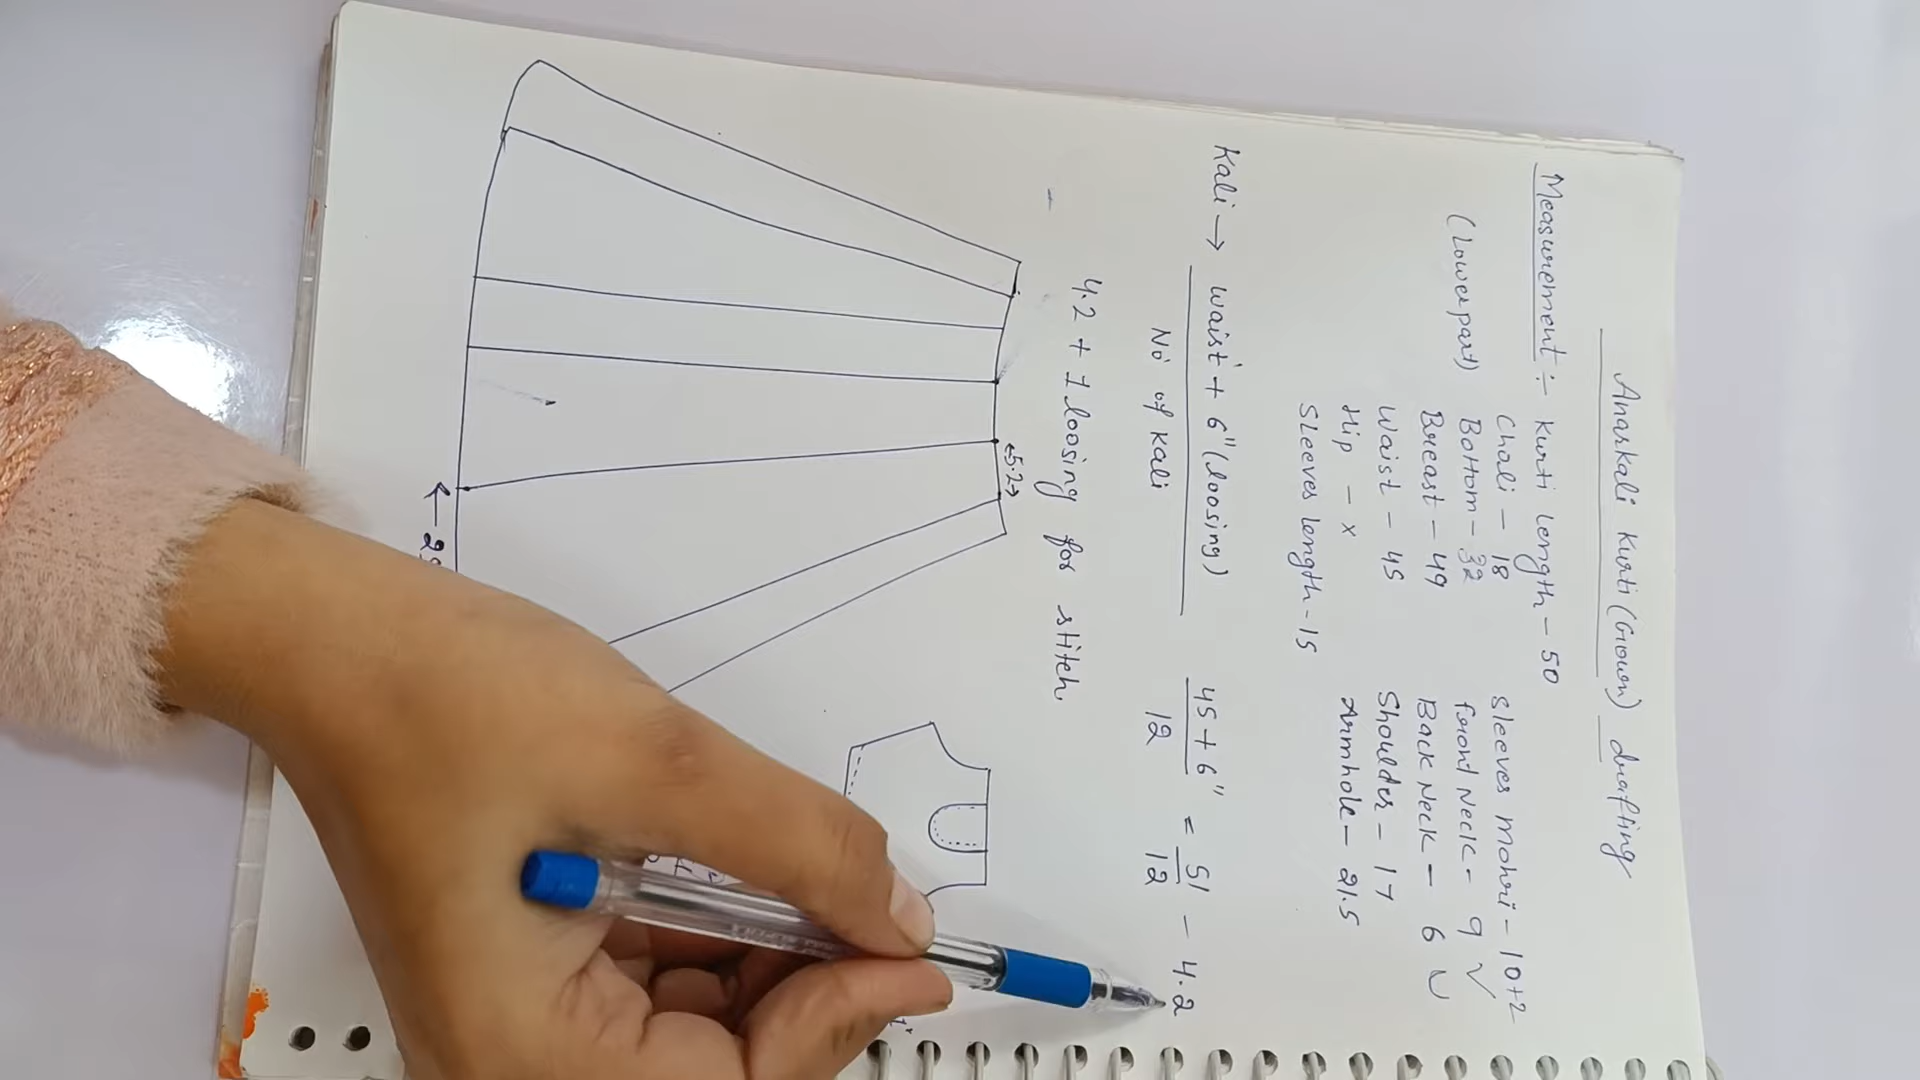 Anarkali Kurti (Gown) drafting
Measurement :- Kurti length - 50
Choli - 18
(Lower part) Bottom - 32
Breast - 49
Waist - 45
Hip - x
Sleeves length - 15
Sleeves Mohri - 10+2
front Neck - 9 V
Back Neck - 6 U
Shoulder - 17
Armhole - 21.5
Kali → waist + 6" (loosing)
No of Kali
45 + 6" = 51 - 4.2
12 12
4.2 + 1 loosing for stitch
←5.2→